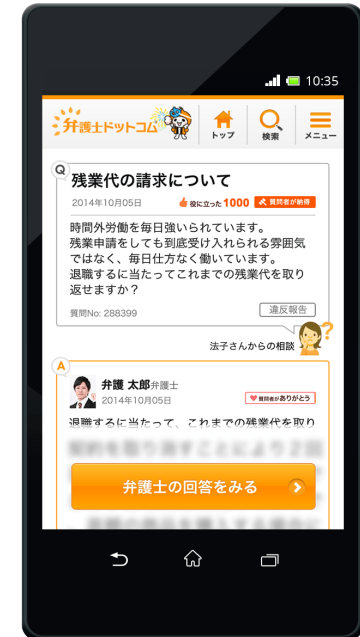 10:35
弁護士ドットコム
トップ
検索
メニュー
Q
残業代の請求について
2014年10月05日 役に立った1000 質問者が納得
時間外労働を毎日強いられています。
残業申請をしても到底受け入れられる雰囲気
ではなく、毎日仕方なく働いています。
退職するに当たってこれまでの残業代を取り
返せますか？
質問No: 288399
違反報告
法子さんからの相談
?
A
弁護 太郎弁護士
2014年10月05日
質問者がありがとう
退職するに当たって、これまでの残業代を取り
弁護士の回答をみる